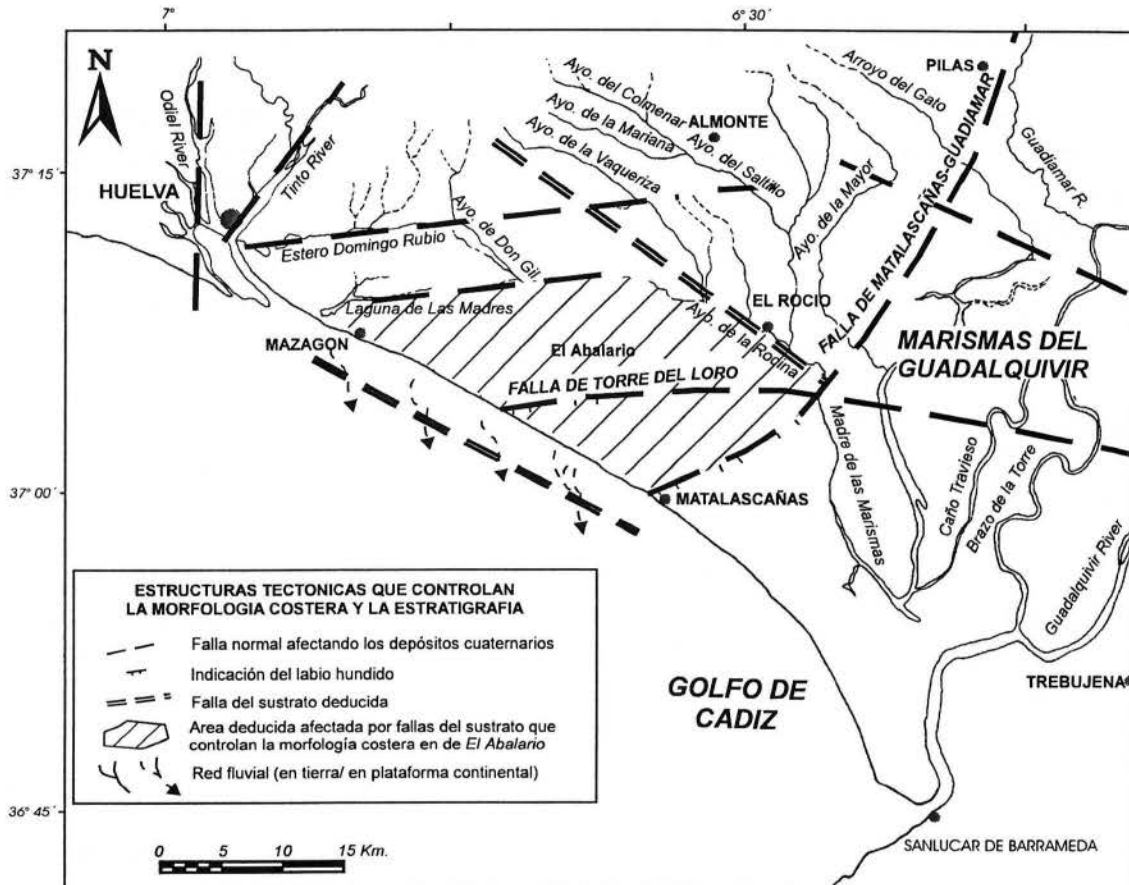 7°
6° 30´
N
Odiel River
HUELVA
Tinto River
Ayo. del Colmenar
Ayo. de la Mariana
Ayo. de la Vaqueriza
ALMONTE
Ayo. del Saltillo
Ayo. de la Mayor
Arroyo del Gato
PILAS
Guadiamar R.
37° 15´
Estero Domingo Rubio
Ayo. de Don Gil.
Laguna de Las Madres
MAZAGON
El Abalario
EL ROCIO
Ayo. de la Rocina
FALLA DE MATALASCAÑAS-GUADIAMAR
MARISMAS DEL
GUADALQUIVIR
FALLA DE TORRE DEL LORO
MATALASCAÑAS
Madre de las Marismas
Caño Travieso
Brazo de la Torre
Guadalquivir River
37° 00´
ESTRUCTURAS TECTONICAS QUE CONTROLAN
LA MORFOLOGIA COSTERA Y LA ESTRATIGRAFIA
Falla normal afectando los depósitos cuaternarios
Indicación del labio hundido
Falla del sustrato deducida
Area deducida afectada por fallas del sustrato que
controlan la morfología costera en de El Abalario
Red fluvial (en tierra/ en plataforma continental)
GOLFO DE
CADIZ
TREBUJENA
36° 45´
SANLUCAR DE BARRAMEDA
0 5 10 15 Km.